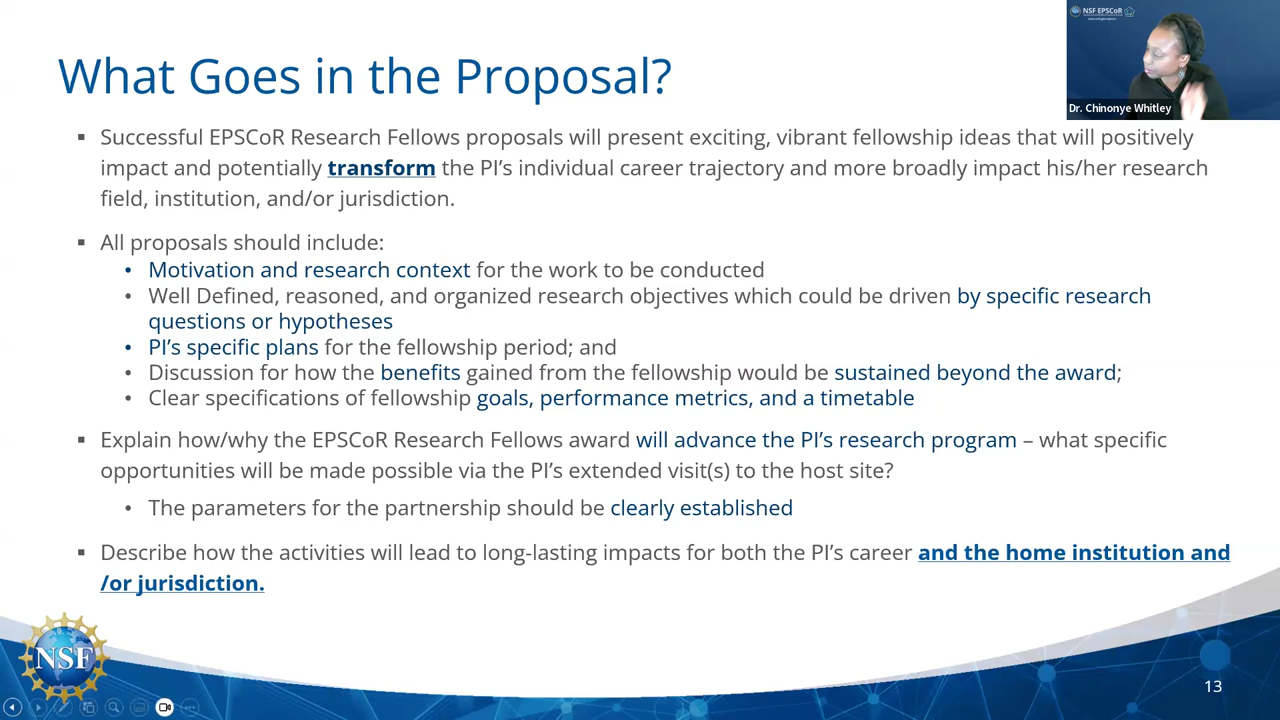 NSF EPSCoR
Dr. Chinonye Whitley
What Goes in the Proposal?
▪ Successful EPSCoR Research Fellows proposals will present exciting, vibrant fellowship ideas that will positively
impact and potentially transform the PI’s individual career trajectory and more broadly impact his/her research
field, institution, and/or jurisdiction.
▪ All proposals should include:
• Motivation and research context for the work to be conducted
• Well Defined, reasoned, and organized research objectives which could be driven by specific research
questions or hypotheses
• PI’s specific plans for the fellowship period; and
• Discussion for how the benefits gained from the fellowship would be sustained beyond the award;
• Clear specifications of fellowship goals, performance metrics, and a timetable
▪ Explain how/why the EPSCoR Research Fellows award will advance the PI’s research program – what specific
opportunities will be made possible via the PI’s extended visit(s) to the host site?
• The parameters for the partnership should be clearly established
▪ Describe how the activities will lead to long-lasting impacts for both the PI’s career and the home institution and
/or jurisdiction.
NSF
13